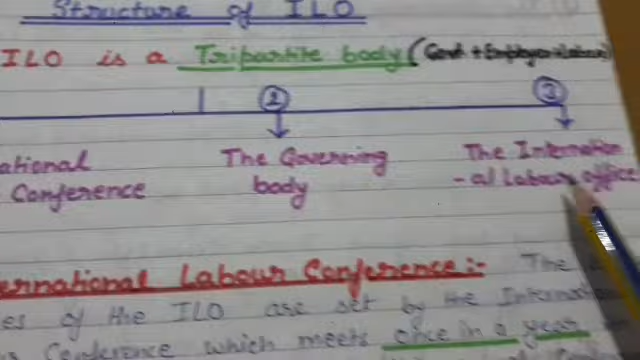 Structure of ILO
ILO is a Tripartite body (Govt + Employer + Labour)
② ③
ational The Governing The Internation
Conference body - al Labour office
ernational Labour Conference :- The
es of the ILO are set by the Internation
Conference which meets once in a year